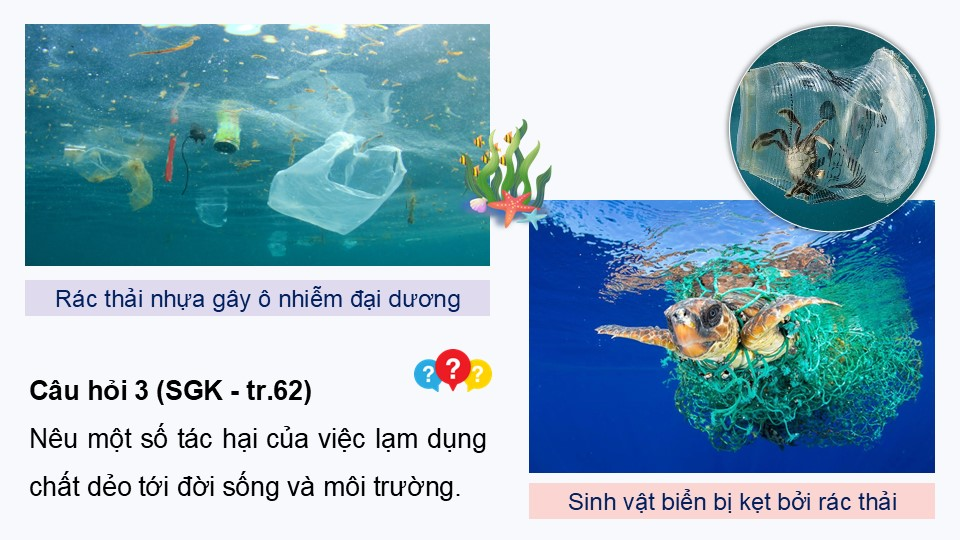 Rác thải nhựa gây ô nhiễm đại dương
Câu hỏi 3 (SGK - tr.62)
Nêu một số tác hại của việc lạm dụng
chất dẻo tới đời sống và môi trường.
Sinh vật biển bị kẹt bởi rác thải
? ? ?